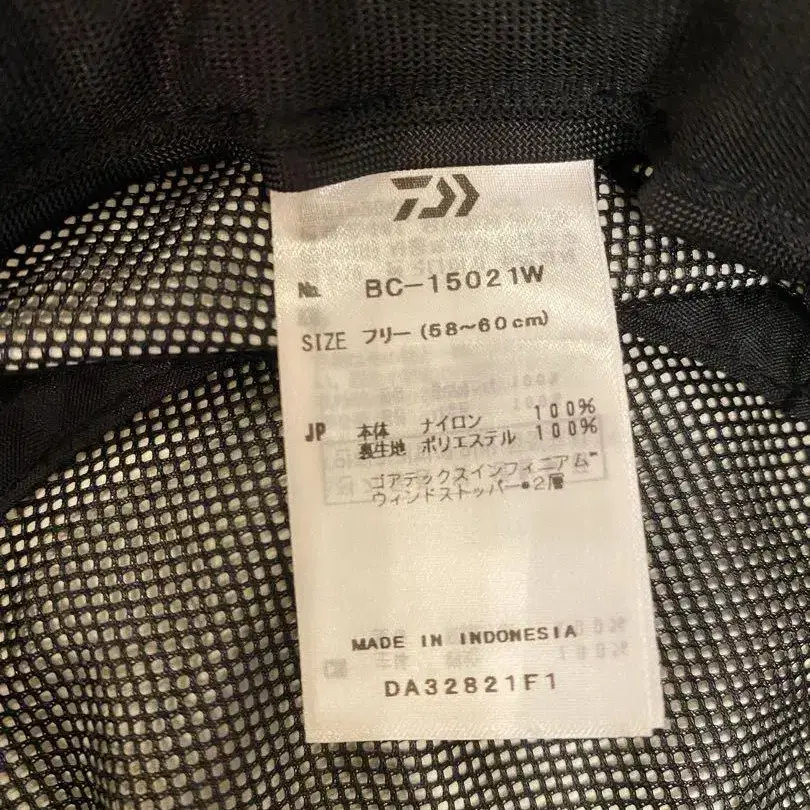 No. BC-15021W
SIZE フリー(58~60cm)
JP 本体 ナイロン 100%
裏生地 ポリエステル 100%
ゴアテックスインフィニアム™
ウィンドストッパー®2層
MADE IN INDONESIA
DA32821F1